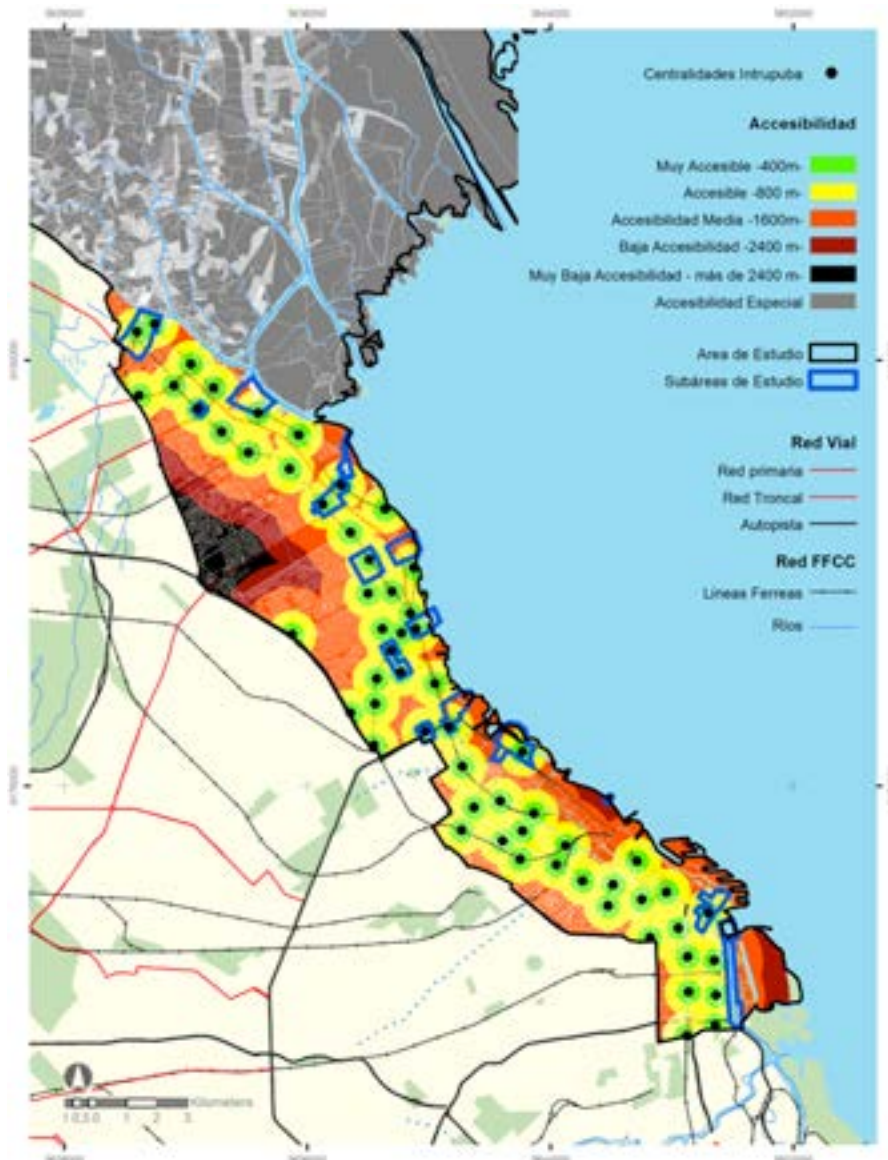 Centralidades Intrupuba
Accesibilidad
Muy Accesible -400m-
Accesible -800 m-
Accesibilidad Media -1600m-
Baja Accesibilidad -2400 m-
Muy Baja Accesibilidad - más de 2400 m-
Accesibilidad Especial
Area de Estudio
Subáreas de Estudio
Red Vial
Red primaria
Red Troncal
Autopista
Red FFCC
Lineas Ferreas
Rios
Kilometers